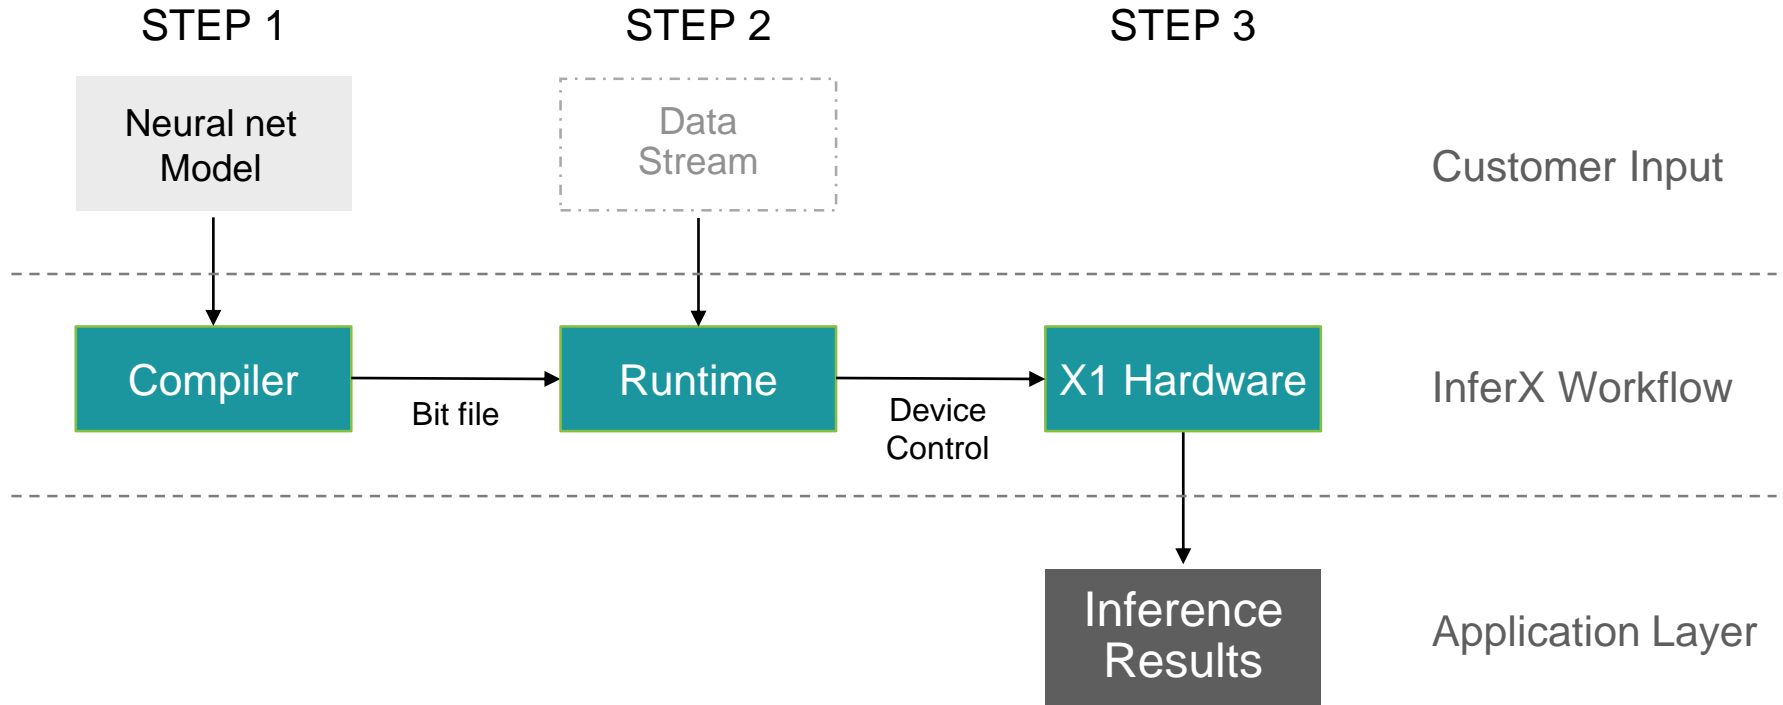 STEP 1
STEP 2
STEP 3
Neural net
Model
Data
Stream
Customer Input
Compiler
Bit file
Runtime
Device
Control
X1 Hardware
InferX Workflow
Inference
Results
Application Layer